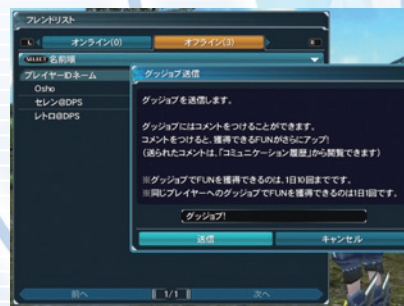 フレンドリスト
L オンライン(0) オフライン(3) R
SELECT 名前順
プレイヤーIDネーム
Osho
セレン@DPS
レトロ@DPS
グッジョブ送信
グッジョブを送信します。
グッジョブにはコメントをつけることができます。
コメントをつけると、獲得できるFUNがさらにアップ!
(送られたコメントは、「コミュニケーション履歴」から閲覧できます)
※グッジョブでFUNを獲得できるのは、1日10回までです。
※同じプレイヤーへのグッジョブでFUNを獲得できるのは1日1回です。
グッジョブ!
送信 キャンセル
前へ 1/1 次へ